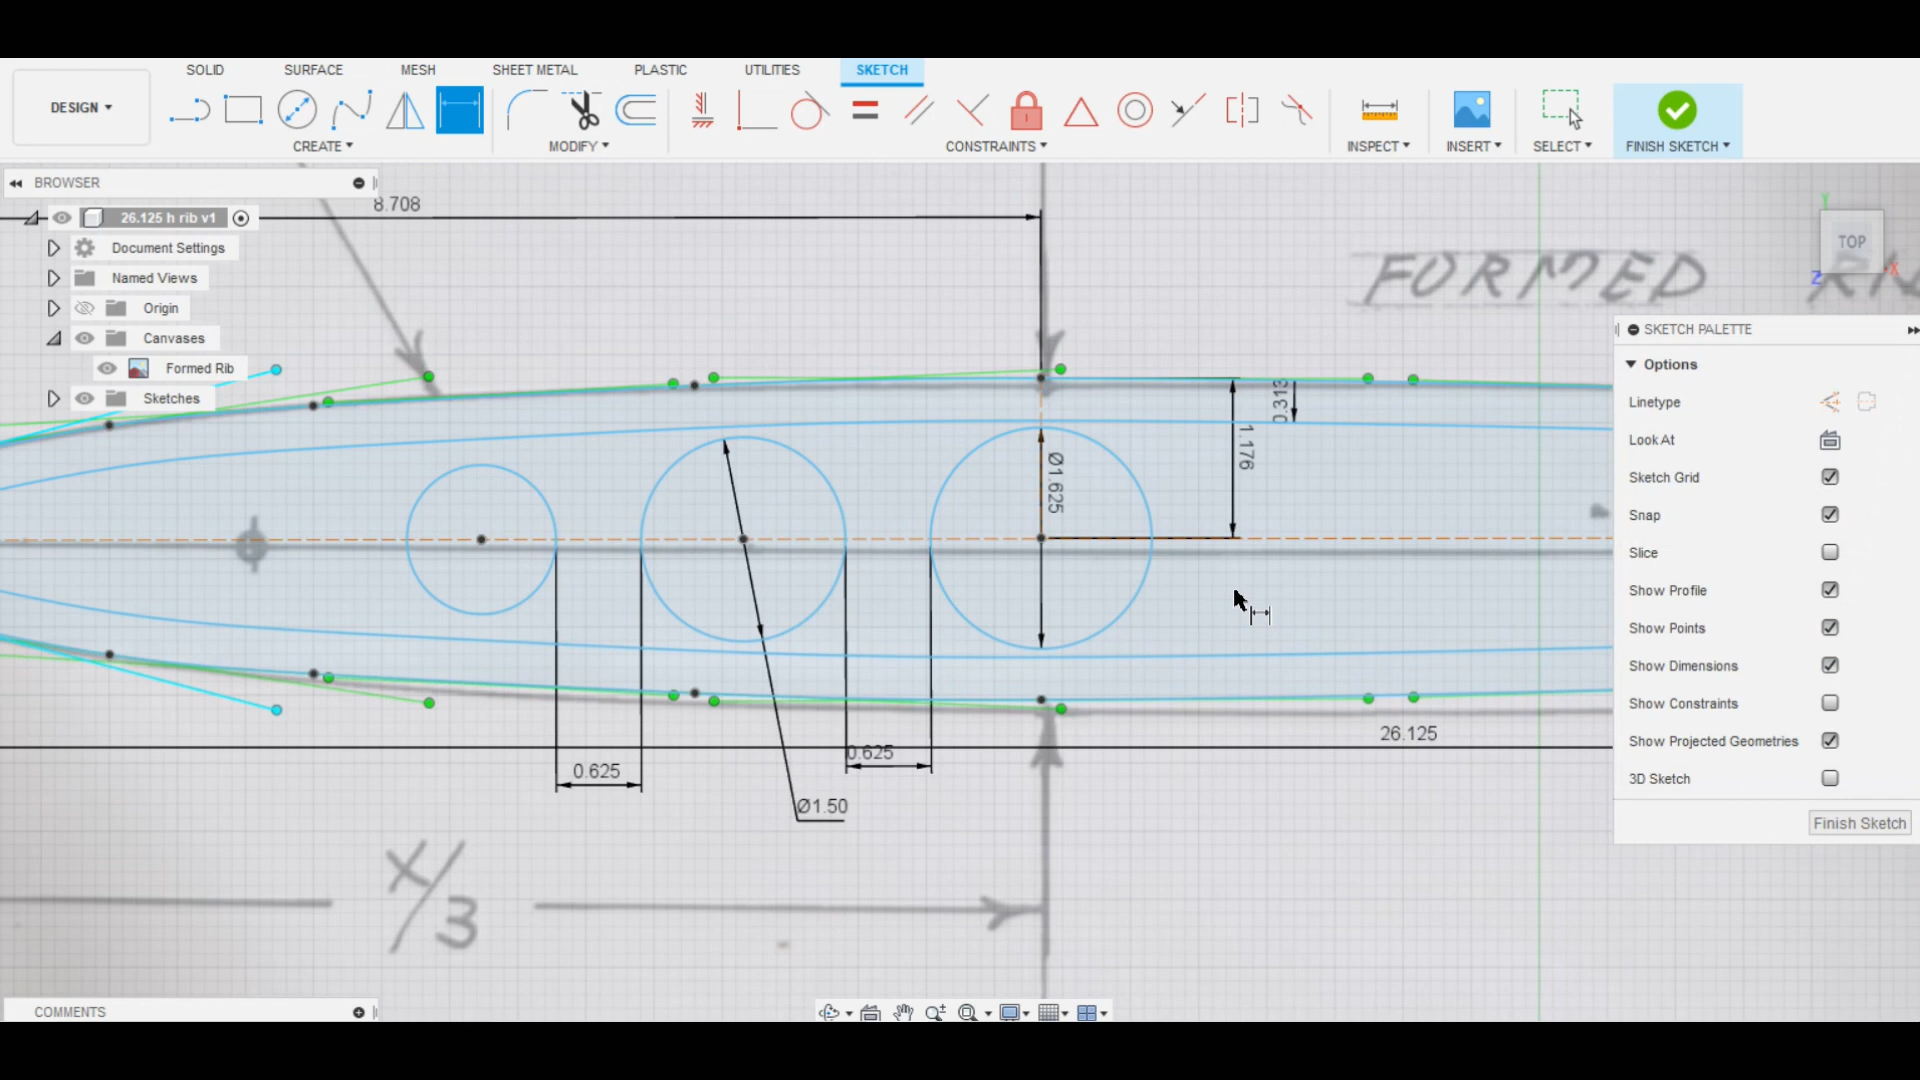 SOLID SURFACE MESH SHEET METAL PLASTIC UTILITIES SKETCH
DESIGN
CREATE MODIFY CONSTRAINTS INSPECT INSERT SELECT FINISH SKETCH
BROWSER
26.125 h rib v1
Document Settings
Named Views
Origin
Canvases
Formed Rib
Sketches
8.708
FORMED
TOP
Y
Z
X
0.313
1.176
Ø1.625
0.625
0.625
Ø1.50
26.125
X/3
SKETCH PALETTE
Options
Linetype
Look At
Sketch Grid
Snap
Slice
Show Profile
Show Points
Show Dimensions
Show Constraints
Show Projected Geometries
3D Sketch
Finish Sketch
COMMENTS